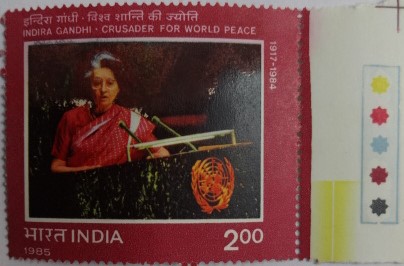 इन्दिरा गांधी · विश्व शान्ति की ज्योति
INDIRA GANDHI · CRUSADER FOR WORLD PEACE
1917-1984
भारत INDIA
2.00
1985